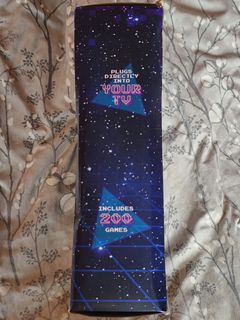 PLUGS
DIRECTLY
INTO
YOUR
TV
INCLUDES
200
GAMES